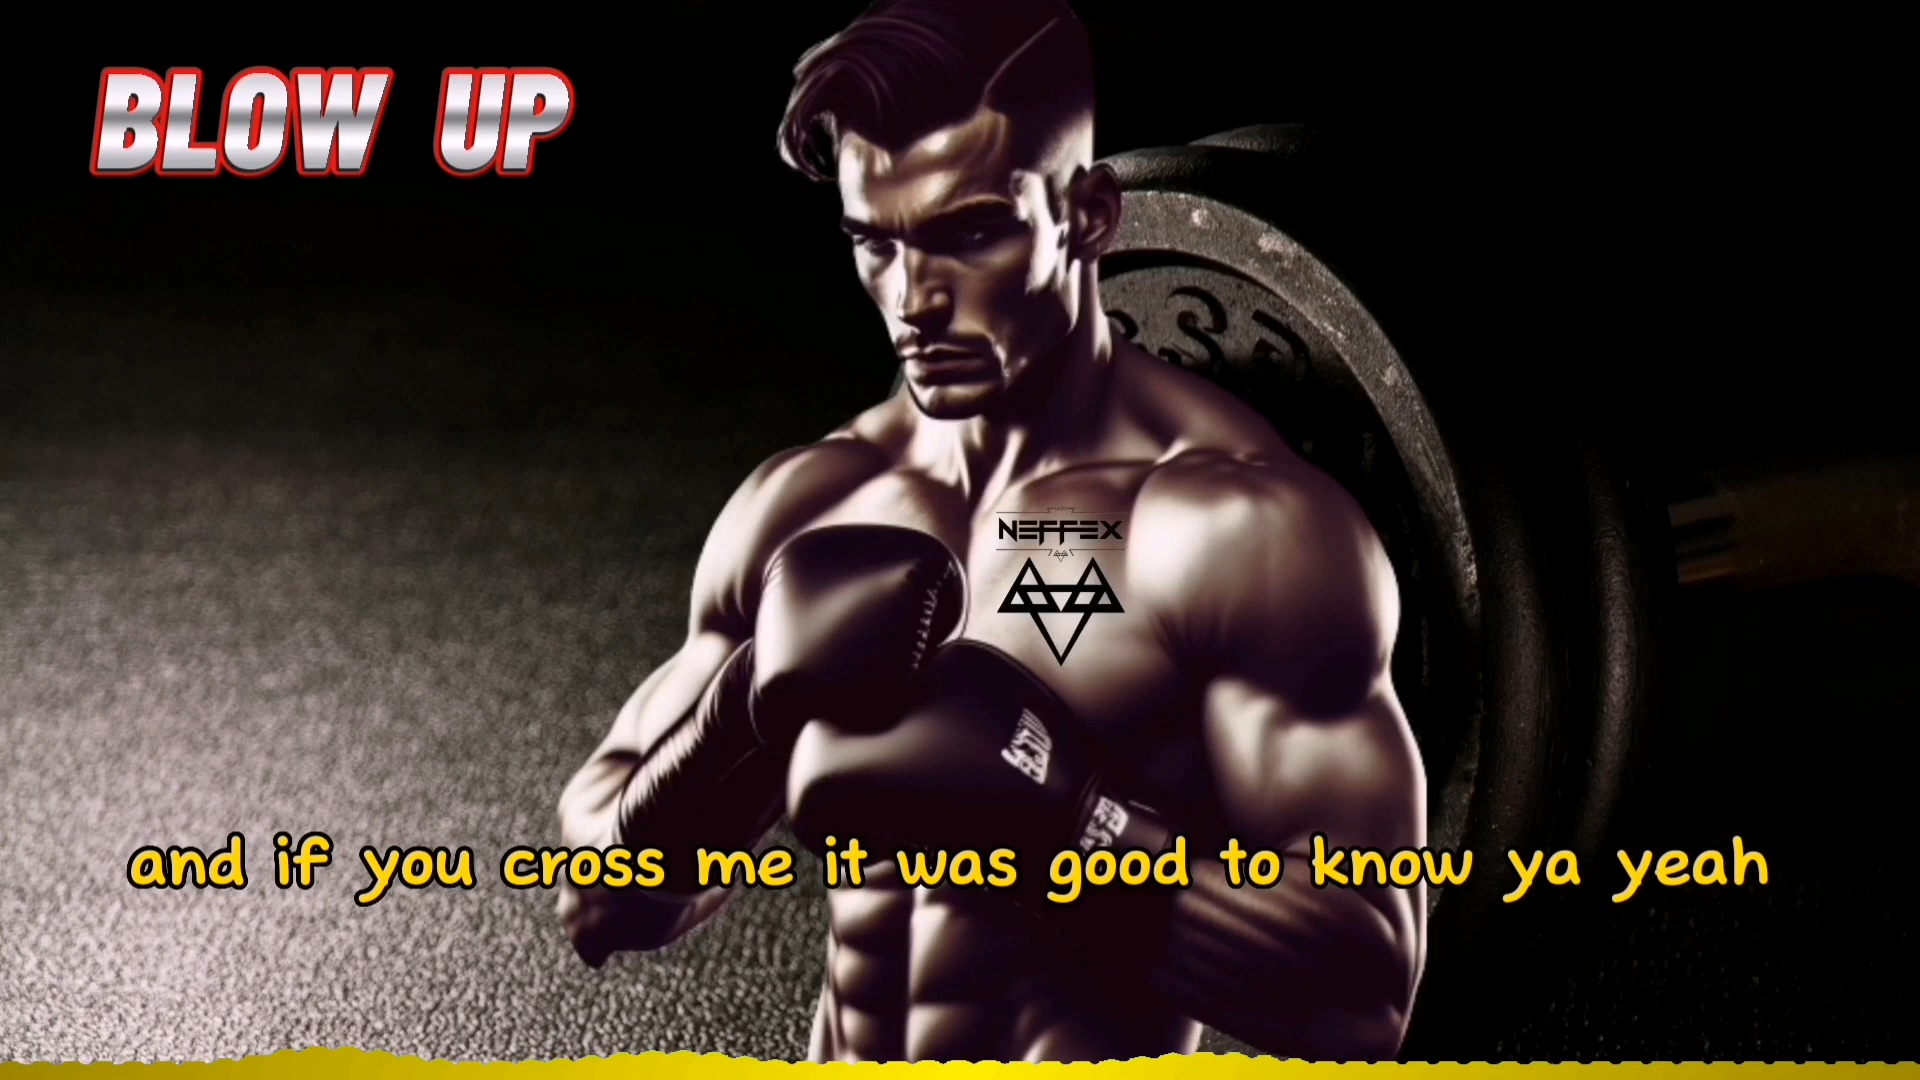 BLOW UP
NEFFEX
and if you cross me it was good to know ya yeah